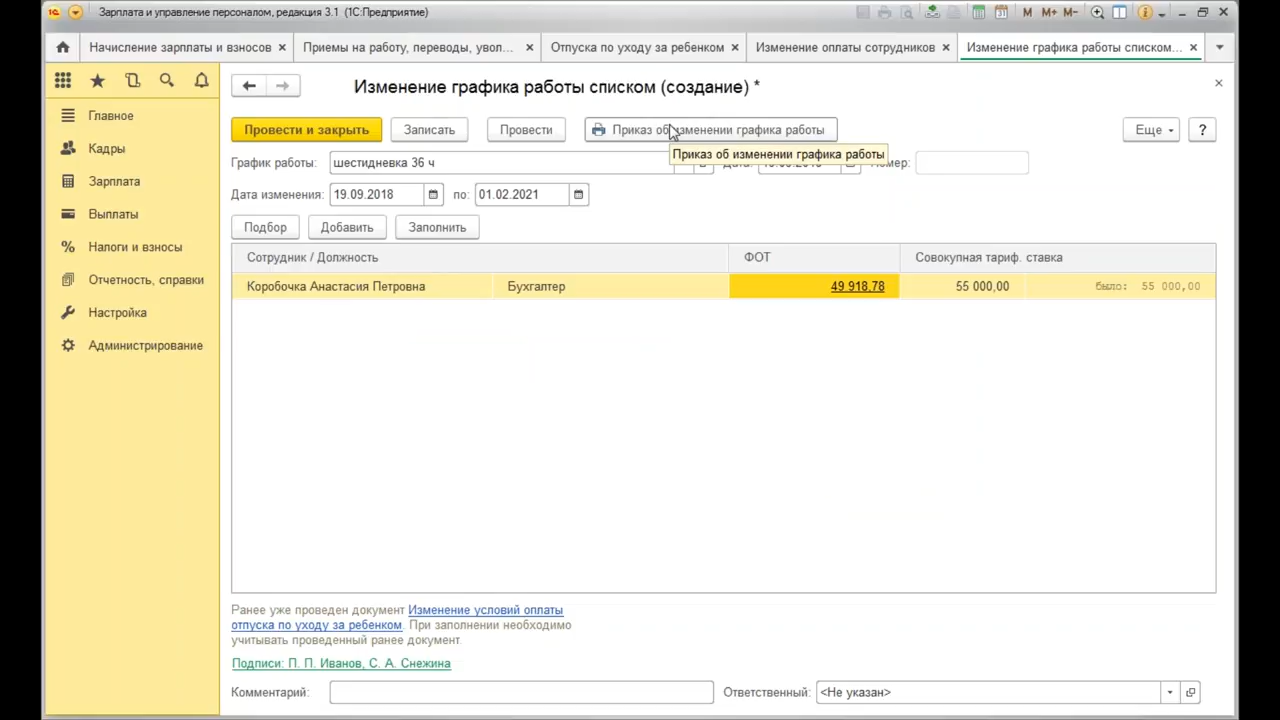 Зарплата и управление персоналом, редакция 3.1 (1С:Предприятие)
M M+ M-
Начисление зарплаты и взносов
Приемы на работу, переводы, увол...
Отпуска по уходу за ребенком
Изменение оплаты сотрудников
Изменение графика работы списком...
Изменение графика работы списком (создание) *
Главное
Кадры
Зарплата
Выплаты
Налоги и взносы
Отчетность, справки
Настройка
Администрирование
Провести и закрыть
Записать
Провести
Приказ об изменении графика работы
Еще
?
Приказ об изменении графика работы
График работы: шестидневка 36 ч
Дата изменения: 19.09.2018 по: 01.02.2021
Подбор
Добавить
Заполнить
Сотрудник / Должность ФОТ Совокупная тариф. ставка
Коробочка Анастасия Петровна Бухгалтер 49 918,78 55 000,00 было: 55 000,00
Ранее уже проведен документ Изменение условий оплаты
отпуска по уходу за ребенком. При заполнении необходимо
учитывать проведенный ранее документ.
Подписи: П. П. Иванов, С. А. Снежина
Комментарий:
Ответственный: <Не указан>